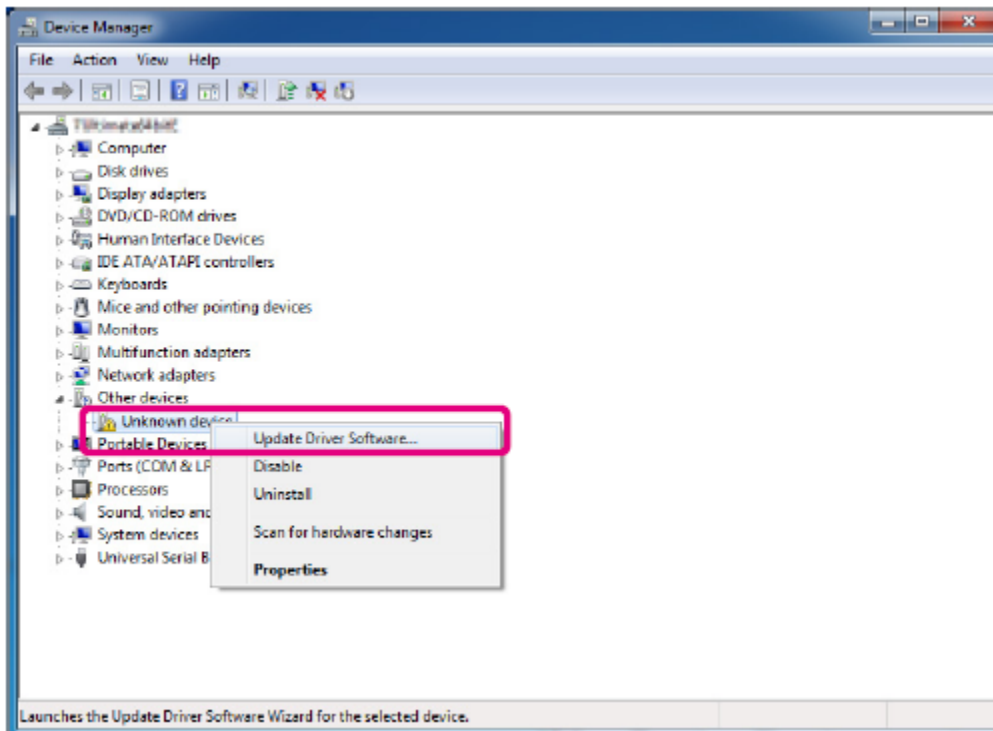 Device Manager
File Action View Help
Computer
Disk drives
Display adapters
DVD/CD-ROM drives
Human Interface Devices
IDE ATA/ATAPI controllers
Keyboards
Mice and other pointing devices
Monitors
Multifunction adapters
Network adapters
Other devices
Unknown device
Update Driver Software...
Portable Devices
Ports (COM & LP
Disable
Processors
Uninstall
Sound, video and
System devices
Scan for hardware changes
Universal Serial B
Properties
Launches the Update Driver Software Wizard for the selected device.